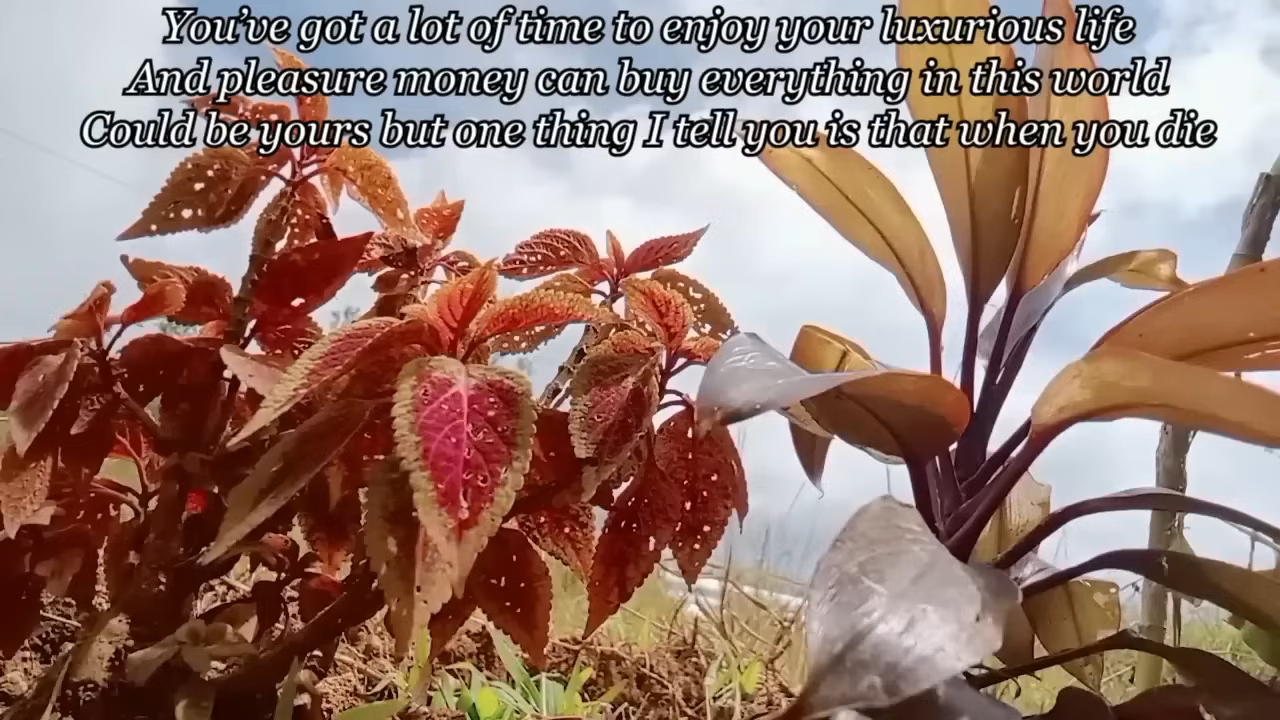 You've got a lot of time to enjoy your luxurious life
And pleasure money can buy everything in this world
Could be yours but one thing I tell you is that when you die